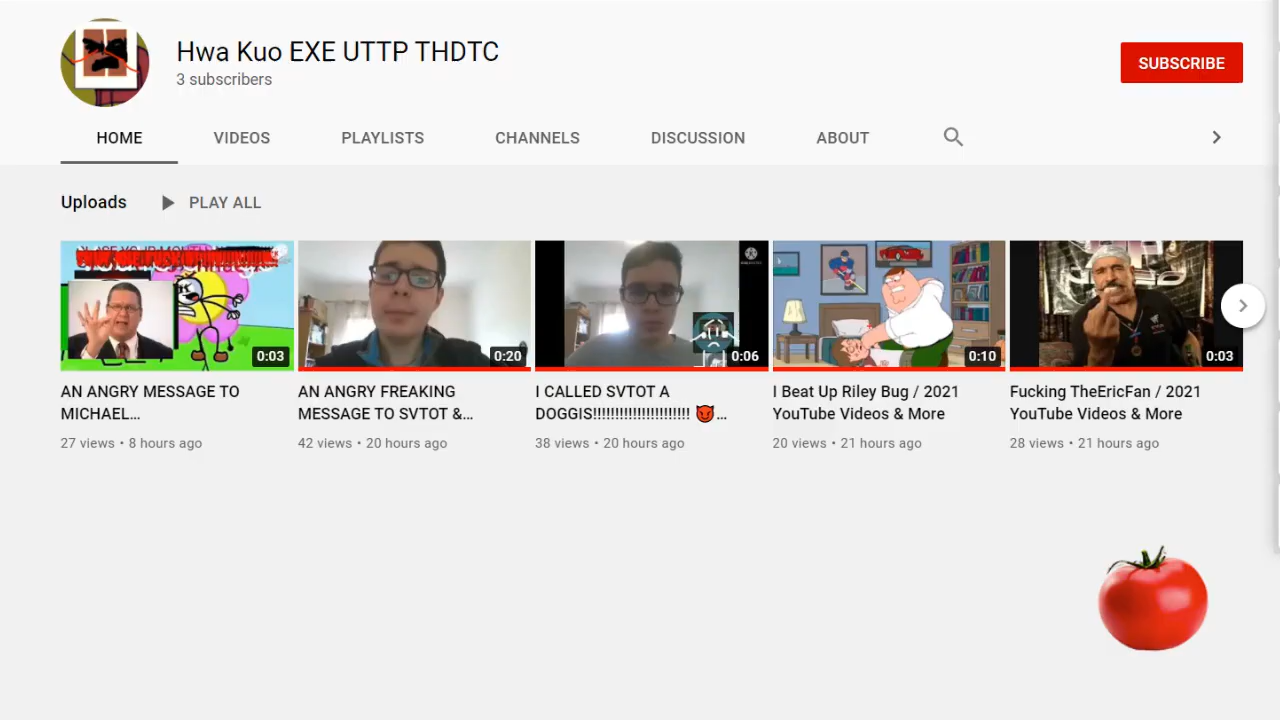 Hwa Kuo EXE UTTP THDTC
3 subscribers
SUBSCRIBE
HOME VIDEOS PLAYLISTS CHANNELS DISCUSSION ABOUT
Uploads PLAY ALL
0:03 0:20 0:06 0:10 0:03
AN ANGRY MESSAGE TO
MICHAEL…
27 views • 8 hours ago
AN ANGRY FREAKING
MESSAGE TO SVTOT &…
42 views • 20 hours ago
I CALLED SVTOT A
DOGGIS!!!!!!!!!!!!!!!!!!!!!! 😈…
38 views • 20 hours ago
I Beat Up Riley Bug / 2021
YouTube Videos & More
20 views • 21 hours ago
Fucking TheEricFan / 2021
YouTube Videos & More
28 views • 21 hours ago